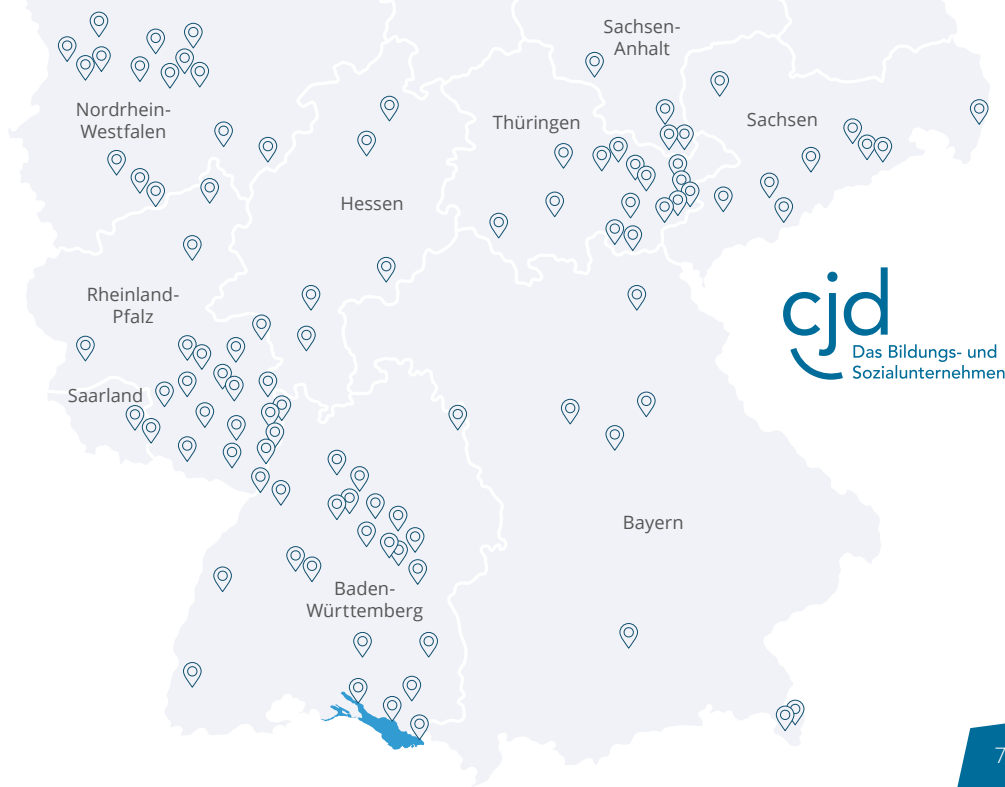 Sachsen-
Anhalt
Nordrhein-
Westfalen
Thüringen
Sachsen
Hessen
Rheinland-
Pfalz
cjd
Das Bildungs- und
Sozialunternehmen
Saarland
Bayern
Baden-
Württemberg
7